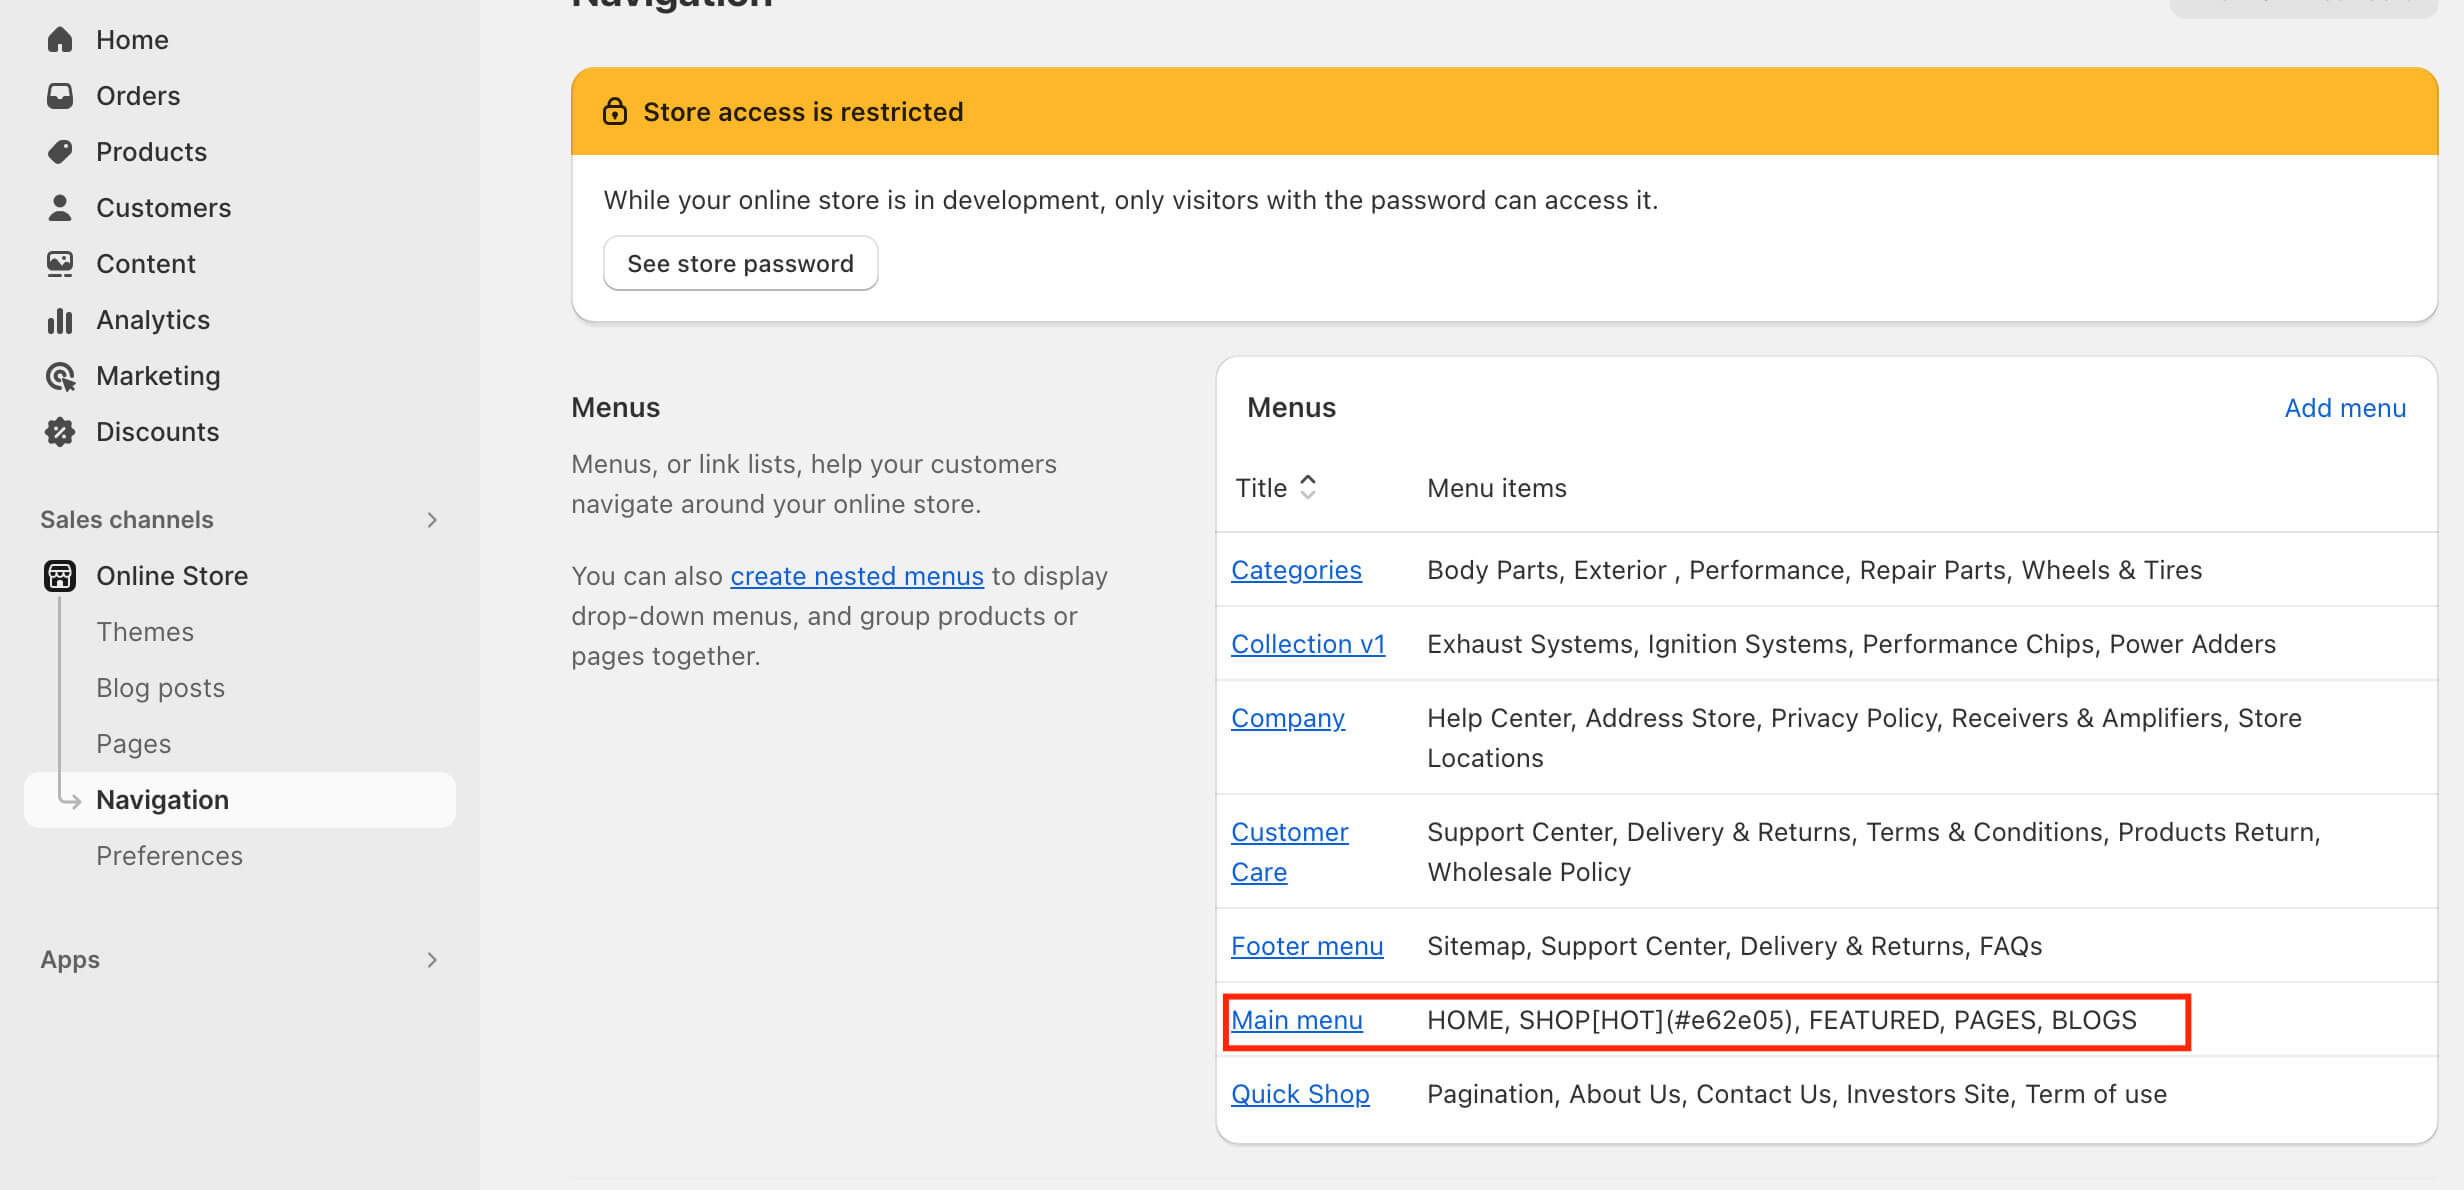 Navigation
Home
Orders
Products
Customers
Content
Analytics
Marketing
Discounts
Sales channels
Online Store
Themes
Blog posts
Pages
Navigation
Preferences
Apps
Store access is restricted
While your online store is in development, only visitors with the password can access it.
See store password
Menus
Menus, or link lists, help your customers
navigate around your online store.
You can also create nested menus to display
drop-down menus, and group products or
pages together.
Menus
Add menu
Title
Menu items
Categories
Body Parts, Exterior , Performance, Repair Parts, Wheels & Tires
Collection v1
Exhaust Systems, Ignition Systems, Performance Chips, Power Adders
Company
Help Center, Address Store, Privacy Policy, Receivers & Amplifiers, Store
Locations
Customer
Care
Support Center, Delivery & Returns, Terms & Conditions, Products Return,
Wholesale Policy
Footer menu
Sitemap, Support Center, Delivery & Returns, FAQs
Main menu
HOME, SHOP[HOT](#e62e05), FEATURED, PAGES, BLOGS
Quick Shop
Pagination, About Us, Contact Us, Investors Site, Term of use